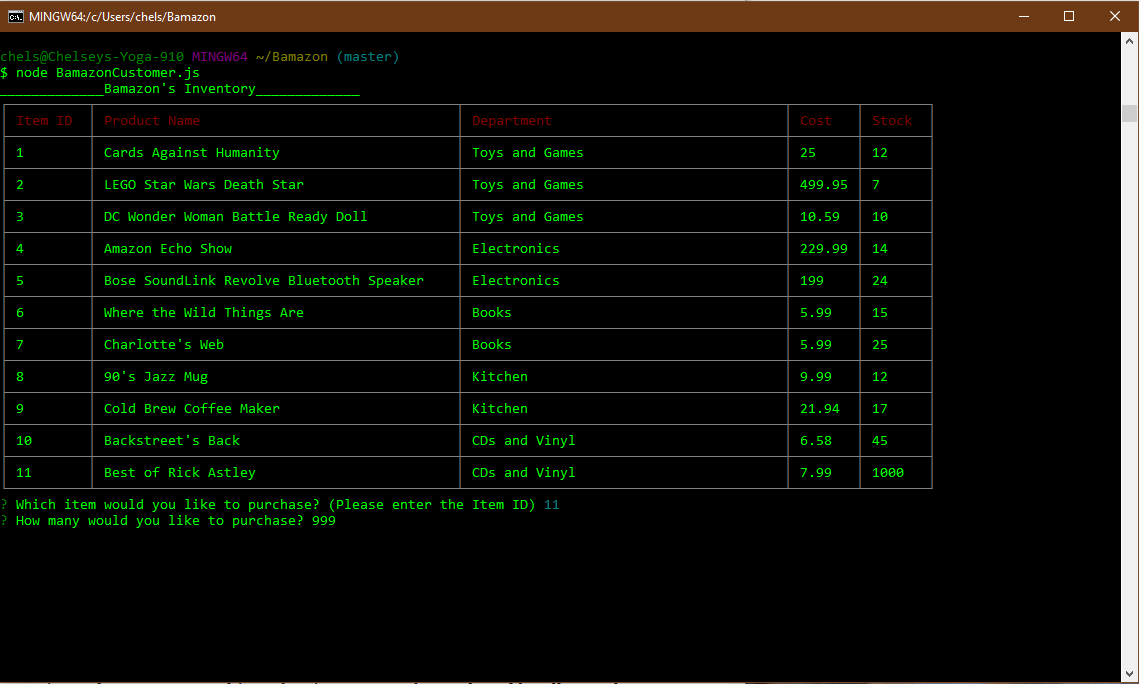 MINGW64:/c/Users/chels/Bamazon
chels@Chelseys-Yoga-910 MINGW64 ~/Bamazon (master)
$ node BamazonCustomer.js
_____________Bamazon's Inventory_____________
Item ID Product Name Department Cost Stock
1 Cards Against Humanity Toys and Games 25 12
2 LEGO Star Wars Death Star Toys and Games 499.95 7
3 DC Wonder Woman Battle Ready Doll Toys and Games 10.59 10
4 Amazon Echo Show Electronics 229.99 14
5 Bose SoundLink Revolve Bluetooth Speaker Electronics 199 24
6 Where the Wild Things Are Books 5.99 15
7 Charlotte's Web Books 5.99 25
8 90's Jazz Mug Kitchen 9.99 12
9 Cold Brew Coffee Maker Kitchen 21.94 17
10 Backstreet's Back CDs and Vinyl 6.58 45
11 Best of Rick Astley CDs and Vinyl 7.99 1000
? Which item would you like to purchase? (Please enter the Item ID) 11
? How many would you like to purchase? 999